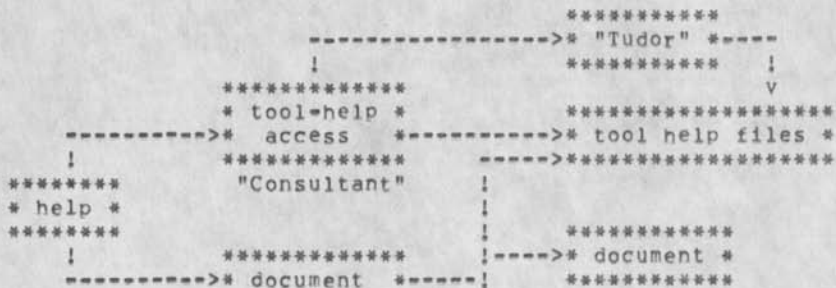 ***********
-------------------->* "Tudor" *-----
! *********** !
************* v
* tool-help * ******************
---------->* access *----------->* tool help files *
! ************* ----->******************
******** "Consultant" !
* help * !
******** ! ************
! ************* !---->* document *
---------->* document *-----! ************